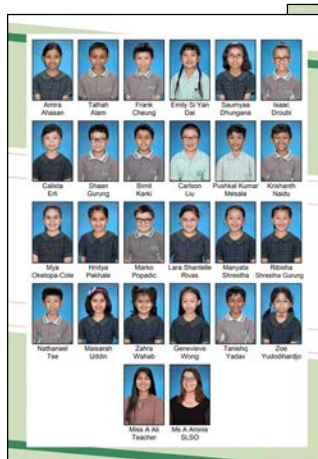 Amira Talhah Frank Emily Si Yan Saumyaa Isaac
Ahasan Alam Cheung Dai Dhungana Droubi
Calista Shaan Bimit Carlson Pushkal Kumar Krishanth
Erti Gurung Karki Liu Mesala Naidu
Mya Hridya Marko Lara Shantelle Manyata Ribisha
Oketopa-Cole Pakhale Popadic Rivas Shrestha Shrestha Gurung
Nathanael Maisarah Zahra Genevieve Tanishq Zoe
Tse Uddin Wahab Wong Yadav Yudodihardjo
Miss A Ali Ms A Aronis
Teacher SLSO